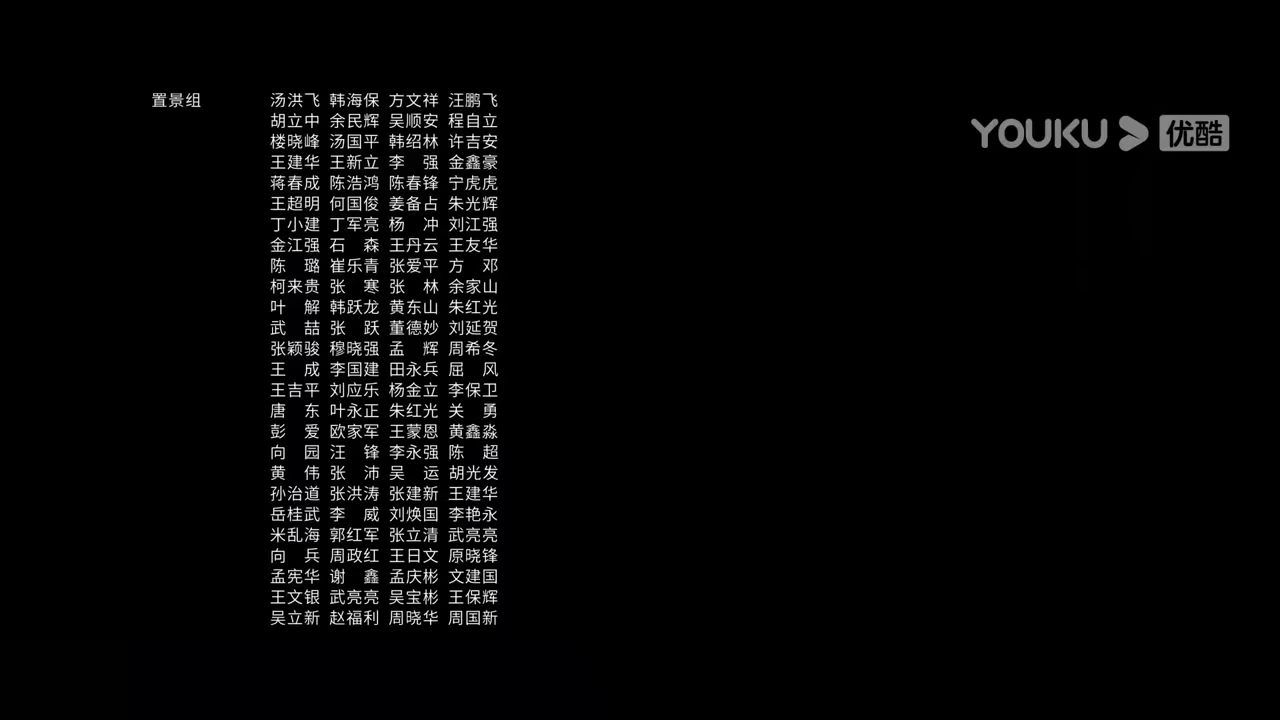 置景组 汤洪飞 韩海保 方文祥 汪鹏飞
胡立中 余民辉 吴顺安 程自立
楼晓峰 汤国平 韩绍林 许吉安
王建华 王新立 李 强 金鑫豪
蒋春成 陈浩鸿 陈春锋 宁虎虎
王超明 何国俊 姜备占 朱光辉
丁小建 丁军亮 杨 冲 刘江强
金江强 石 森 王丹云 王友华
陈 璐 崔乐青 张爱平 方 邓
柯来贵 张 寒 张 林 余家山
叶 解 韩跃龙 黄东山 朱红光
武 喆 张 跃 董德妙 刘延贺
张颖骏 穆晓强 孟 辉 周希冬
王 成 李国建 田永兵 屈 风
王吉平 刘应乐 杨金立 李保卫
唐 东 叶永正 朱红光 关 勇
彭 爱 欧家军 王蒙恩 黄鑫淼
向 园 汪 锋 李永强 陈 超
黄 伟 张 沛 吴 运 胡光发
孙治道 张洪涛 张建新 王建华
岳桂武 李 威 刘焕国 李艳永
米乱海 郭红军 张立清 武亮亮
向 兵 周政红 王日文 原晓锋
孟宪华 谢 鑫 孟庆彬 文建国
王文银 武亮亮 吴宝彬 王保辉
吴立新 赵福利 周晓华 周国新
YOUKU 优酷